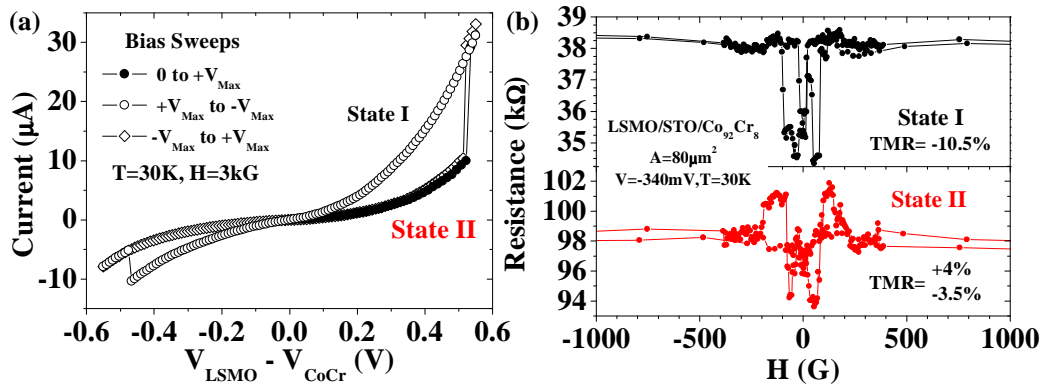 (a)
30
20
10
0
-10
Current (μA)
Bias Sweeps
0 to +V_Max
+V_Max to -V_Max
-V_Max to +V_Max
T=30K, H=3kG
State I
State II
-0.6 -0.4 -0.2 0.0 0.2 0.4 0.6
V_LSMO - V_CoCr (V)
(b)
39
38
37
36
35
102
100
98
96
94
Resistance (kΩ)
LSMO/STO/Co₉₂Cr₈
A=80μm²
V=-340mV,T=30K
State I
TMR= -10.5%
State II
TMR= +4%
-3.5%
-1000 -500 0 500 1000
H (G)